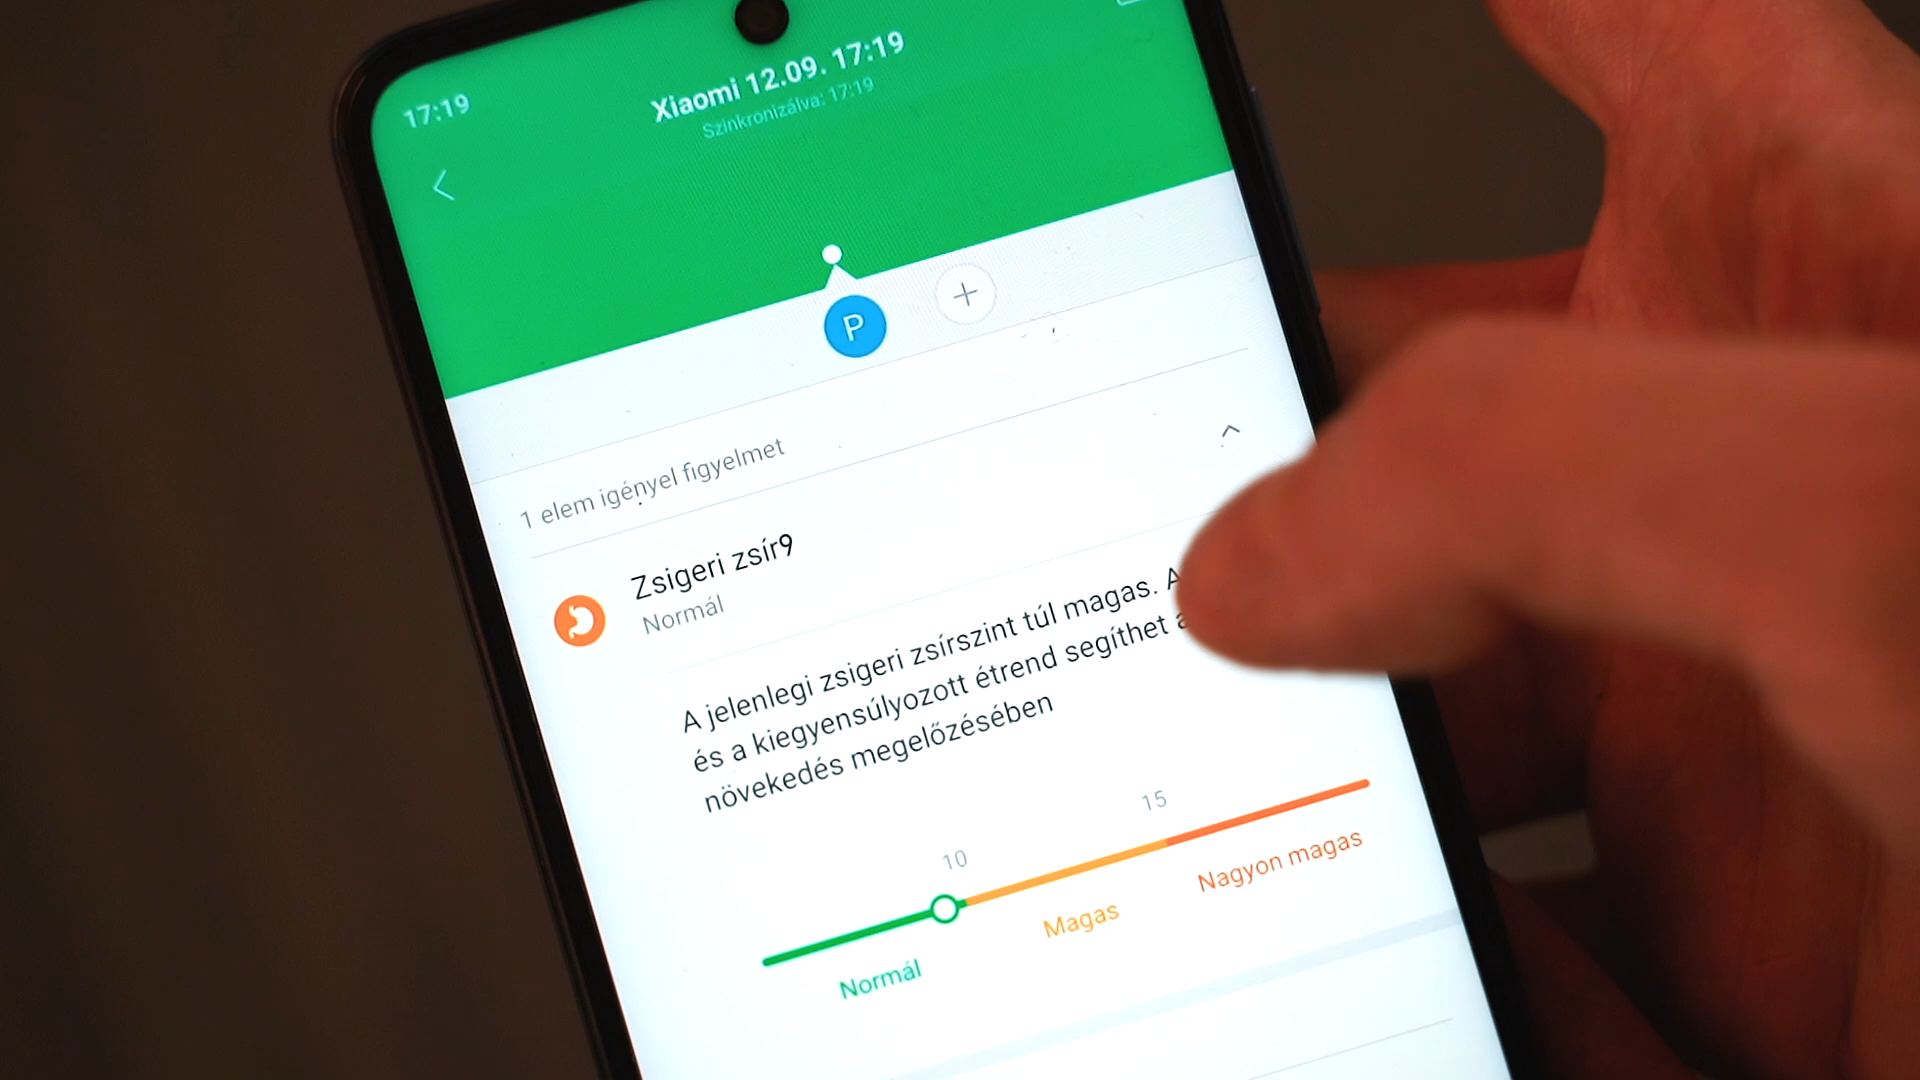 17:19
Xiaomi 12.09. 17:19
Szinkronizálva: 17:19
P
1 elem igényel figyelmet
Zsigeri zsír9
Normál
A jelenlegi zsigeri zsírszint túl magas. A
és a kiegyensúlyozott étrend segíthet a
növekedés megelőzésében
10
15
Normál
Magas
Nagyon magas